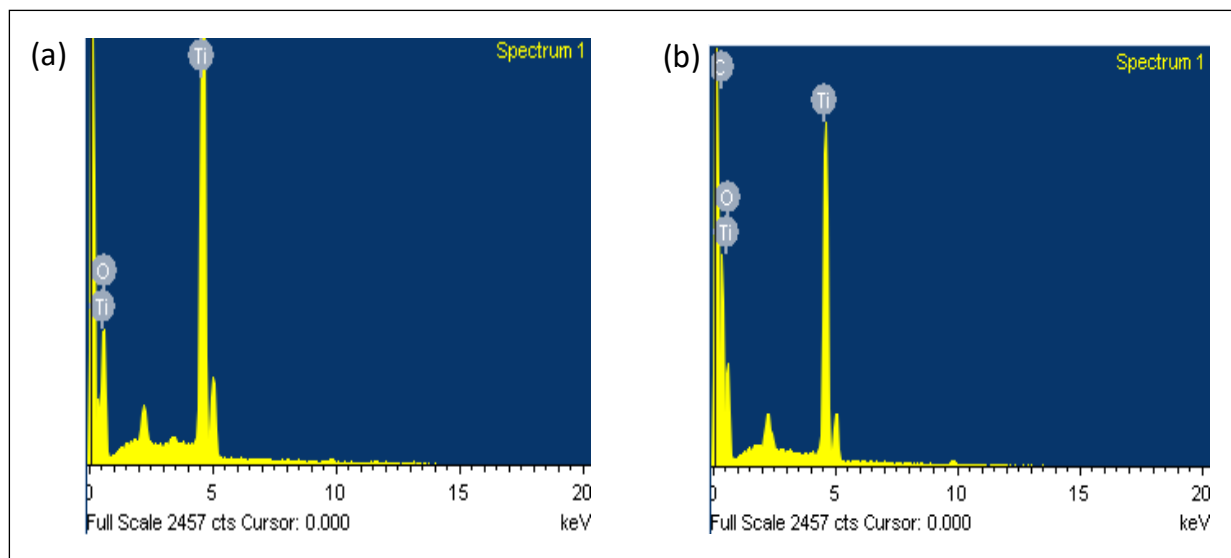 (a)
Spectrum 1
Ti
O
Ti
0 5 10 15 20
Full Scale 2457 cts Cursor: 0.000 keV
(b)
Spectrum 1
C
Ti
O
Ti
0 5 10 15 20
Full Scale 2457 cts Cursor: 0.000 keV